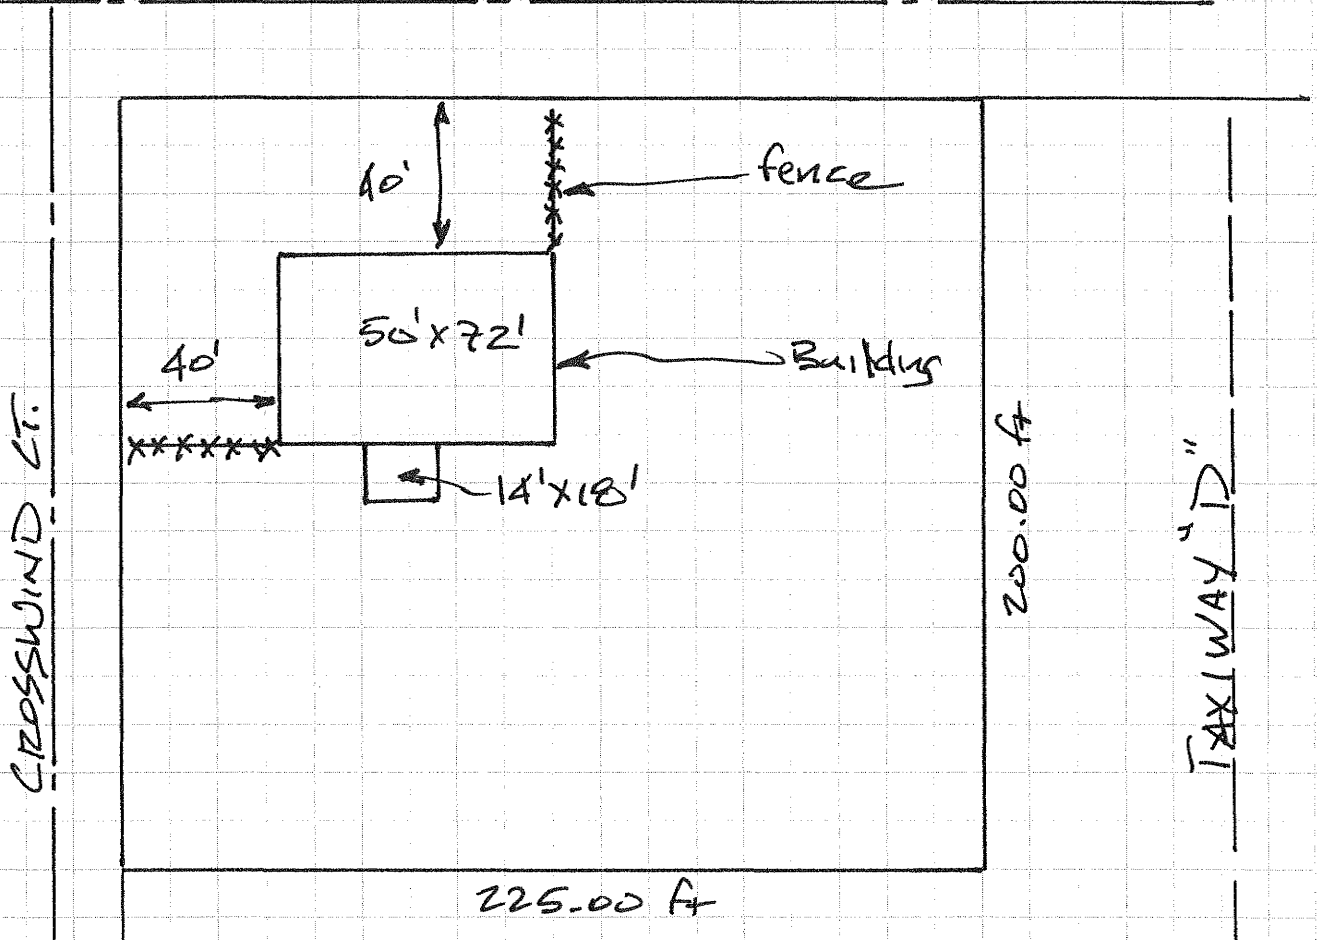 40'
fence
50'x72'
40'
Building
14'x18'
CROSSWIND CT.
200.00 ft
TAXIWAY "D"
225.00 ft